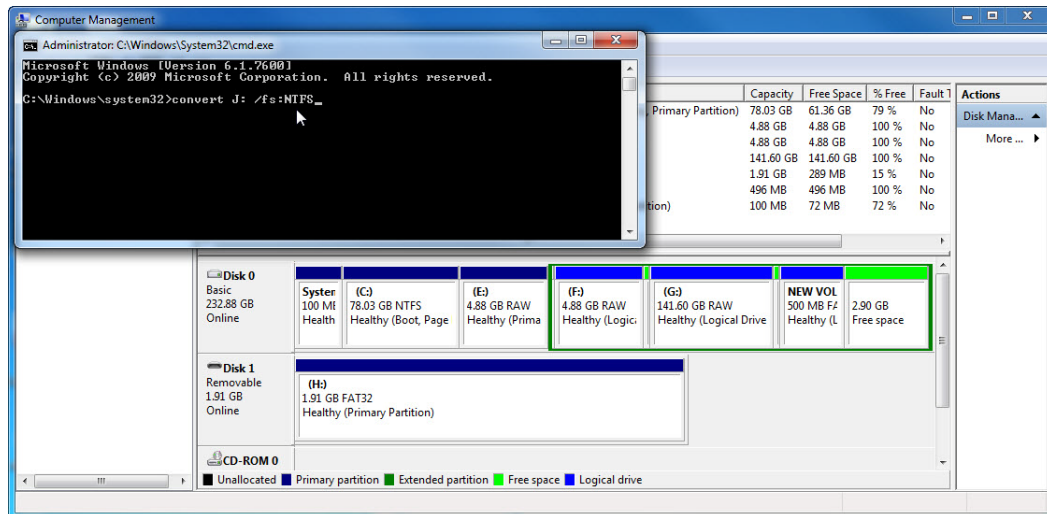 Computer Management
Administrator: C:\Windows\System32\cmd.exe
Microsoft Windows [Version 6.1.7600]
Copyright (c) 2009 Microsoft Corporation. All rights reserved.
C:\Windows\system32>convert J: /fs:NTFS_
Capacity Free Space % Free Fault T
, Primary Partition) 78.03 GB 61.36 GB 79 % No
4.88 GB 4.88 GB 100 % No
4.88 GB 4.88 GB 100 % No
141.60 GB 141.60 GB 100 % No
1.91 GB 289 MB 15 % No
496 MB 496 MB 100 % No
tion) 100 MB 72 MB 72 % No
Actions
Disk Mana...
More ...
Disk 0
Basic
232.88 GB
Online
System
100 ME
Health
(C:)
78.03 GB NTFS
Healthy (Boot, Page
(E:)
4.88 GB RAW
Healthy (Prima
(F:)
4.88 GB RAW
Healthy (Logic
(G:)
141.60 GB RAW
Healthy (Logical Drive
NEW VOL
500 MB FA
Healthy (L
2.90 GB
Free space
Disk 1
Removable
1.91 GB
Online
(H:)
1.91 GB FAT32
Healthy (Primary Partition)
CD-ROM 0
Unallocated Primary partition Extended partition Free space Logical drive